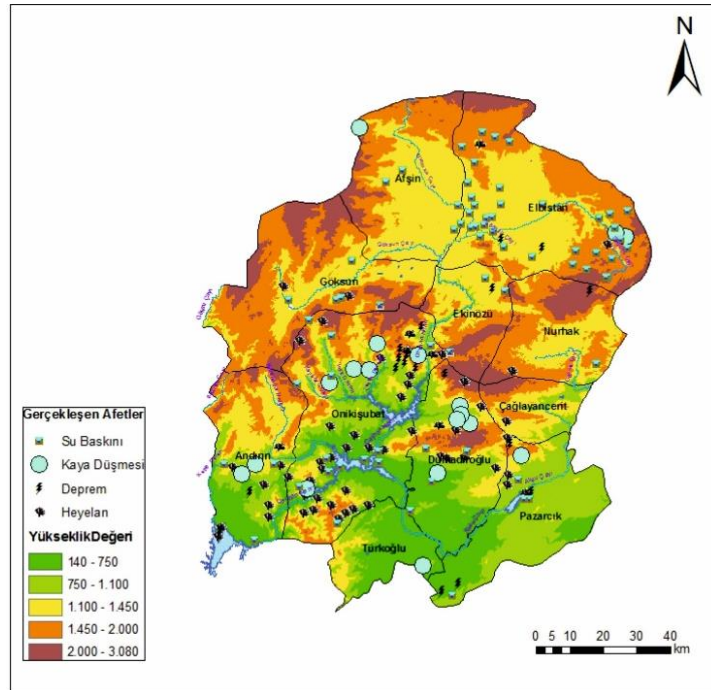 N
Afşin
Elbistan
Göksun
Ekinözü
Nurhak
Onikişubat
Çağlayancerit
Andırın
Dulkadiroğlu
Pazarcık
Türkoğlu
Gerçekleşen Afetler
Su Baskını
Kaya Düşmesi
Deprem
Heyelan
YükseklikDeğeri
140 - 750
750 - 1.100
1.100 - 1.450
1.450 - 2.000
2.000 - 3.080
0 5 10 20 30 40
km